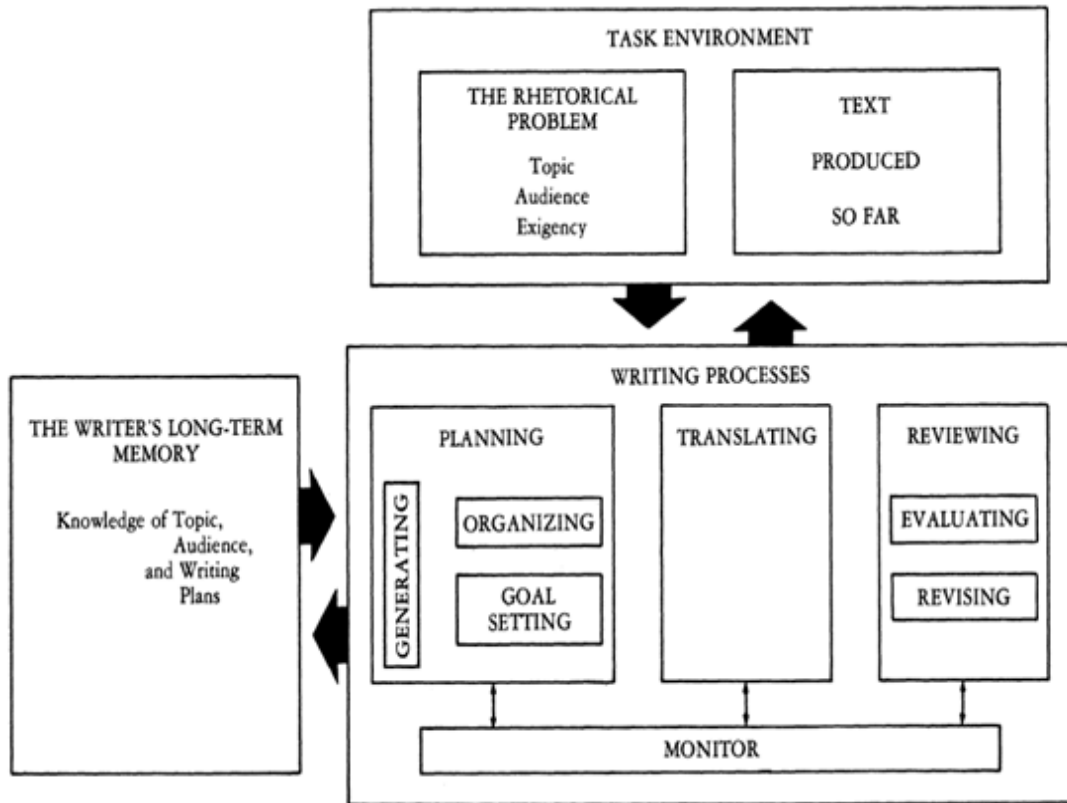 TASK ENVIRONMENT
THE RHETORICAL
PROBLEM
Topic
Audience
Exigency
TEXT
PRODUCED
SO FAR
THE WRITER'S LONG-TERM
MEMORY
Knowledge of Topic,
Audience,
and Writing
Plans
WRITING PROCESSES
PLANNING
GENERATING
ORGANIZING
GOAL
SETTING
TRANSLATING
REVIEWING
EVALUATING
REVISING
MONITOR